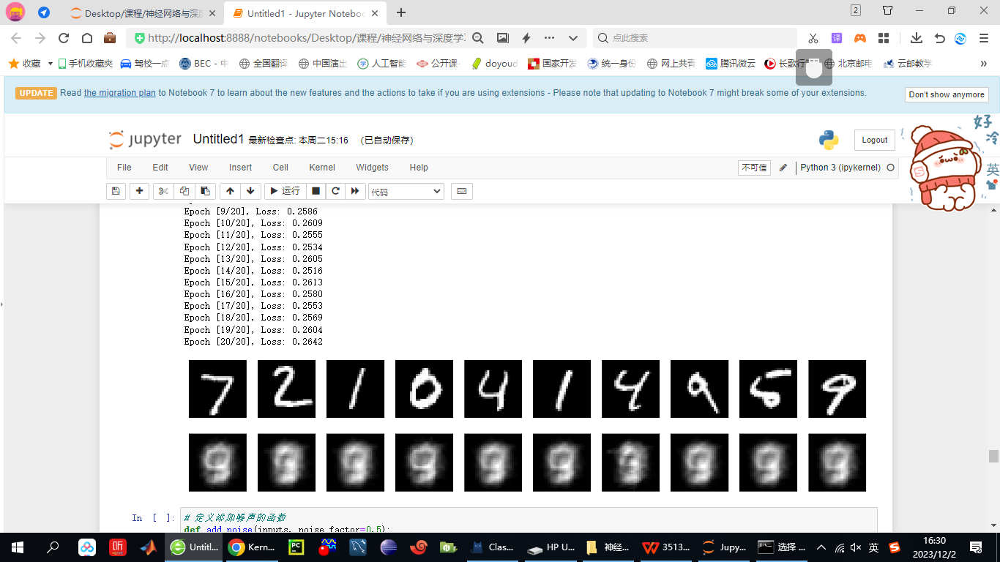 Desktop/课程/神经网络与深度
Untitled1 - Jupyter Noteboo
2
http://localhost:8888/notebooks/Desktop/课程/神经网络与深度学习
点此搜索
译
收藏 手机收藏夹 驾校一点 BEC - 中 全国翻译 中国演出 人工智能 公开课 doyoud 国家开发 统一身份 网上共青 腾讯微云 长歌行 北京邮电 云邮教学
UPDATE Read the migration plan to Notebook 7 to learn about the new features and the actions to take if you are using extensions - Please note that updating to Notebook 7 might break some of your extensions.
Don't show anymore
好冷
jupyter Untitled1 最新检查点: 本周二15:16 (已自动保存)
Logout
英
File Edit View Insert Cell Kernel Widgets Help
不可信 Python 3 (ipykernel)
运行 代码
Epoch [9/20], Loss: 0.2586
Epoch [10/20], Loss: 0.2609
Epoch [11/20], Loss: 0.2555
Epoch [12/20], Loss: 0.2534
Epoch [13/20], Loss: 0.2605
Epoch [14/20], Loss: 0.2516
Epoch [15/20], Loss: 0.2613
Epoch [16/20], Loss: 0.2580
Epoch [17/20], Loss: 0.2553
Epoch [18/20], Loss: 0.2569
Epoch [19/20], Loss: 0.2604
Epoch [20/20], Loss: 0.2642
7 2 1 0 4 1 4 9 5 9
In [ ]: # 定义添加噪声的函数
def add_noise(inputs, noise_factor=0.5):
听 PC Untitl... Kern... Clas... HP U... 神经... 3513... Jupy... 选择 ... 英
16:30
2023/12/2